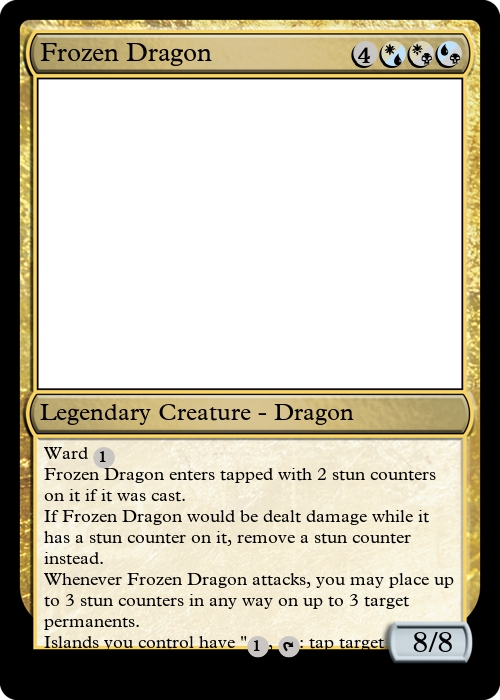 Frozen Dragon 4
Legendary Creature - Dragon
Ward 1
Frozen Dragon enters tapped with 2 stun counters
on it if it was cast.
If Frozen Dragon would be dealt damage while it
has a stun counter on it, remove a stun counter
instead.
Whenever Frozen Dragon attacks, you may place up
to 3 stun counters in any way on up to 3 target
permanents.
Islands you control have "1, : tap target
8/8